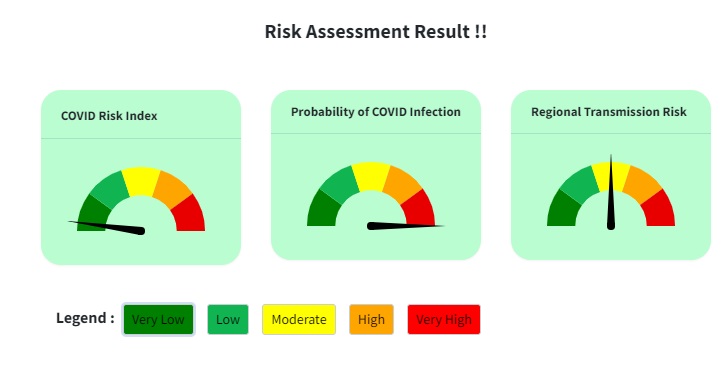 Risk Assessment Result !!
COVID Risk Index
Probability of COVID Infection
Regional Transmission Risk
Legend : Very Low Low Moderate High Very High